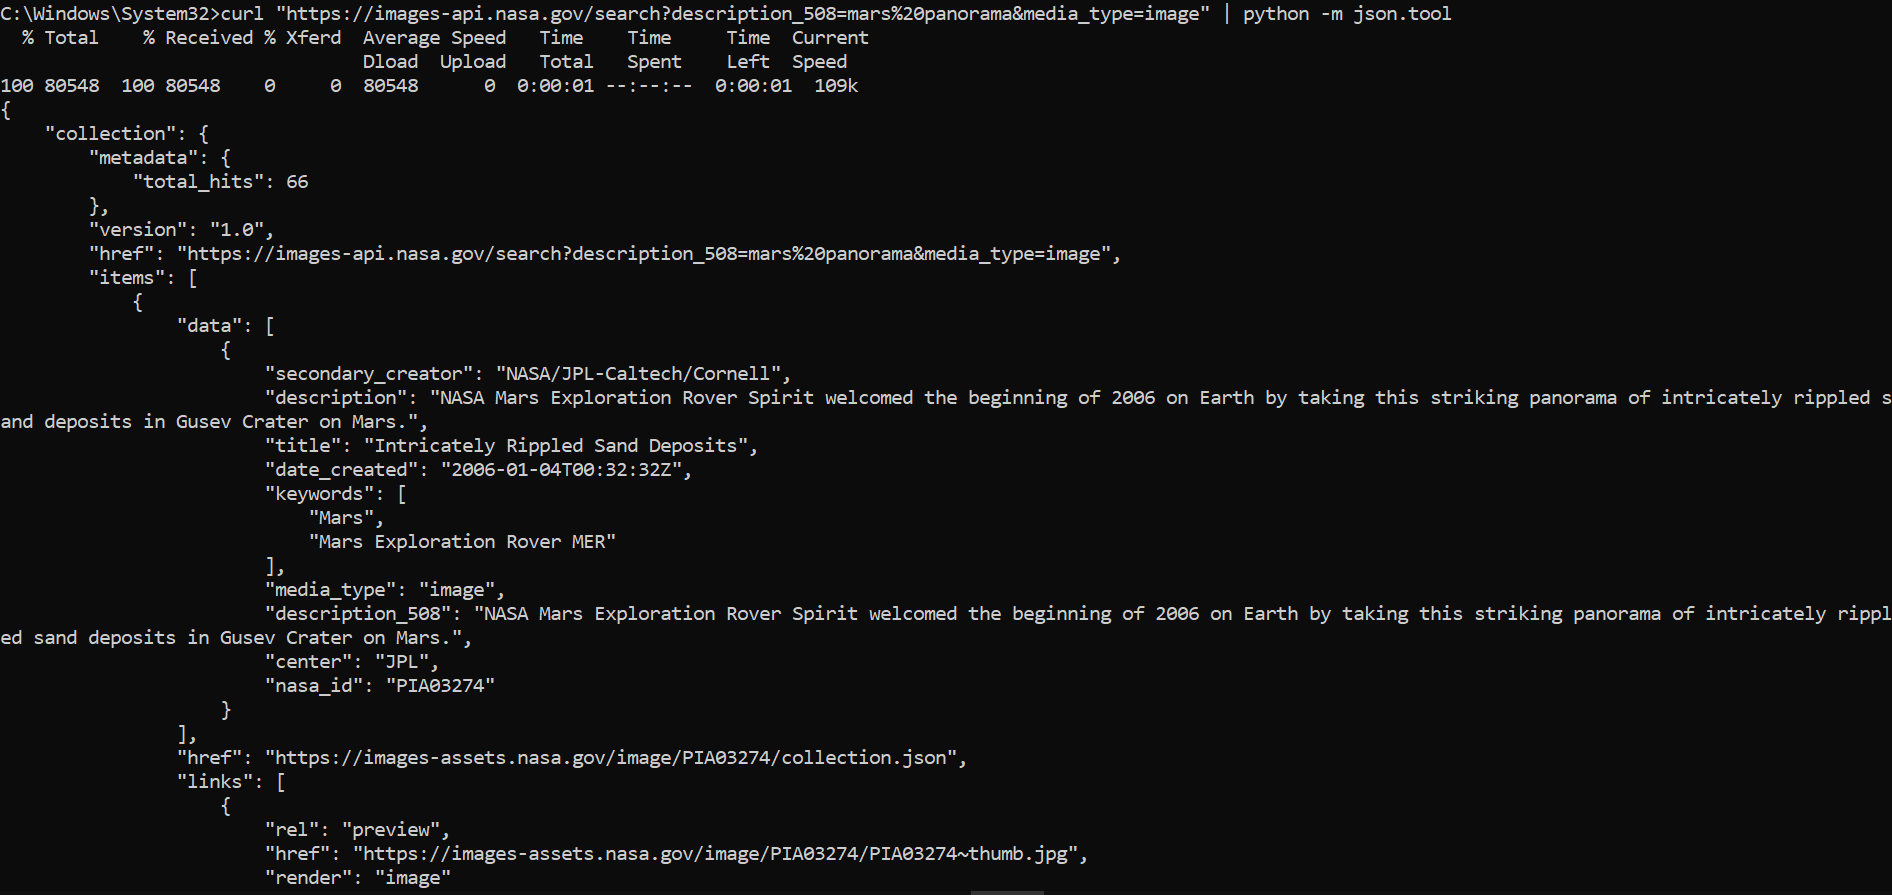 C:\Windows\System32>curl "https://images-api.nasa.gov/search?description_508=mars%20panorama&media_type=image" | python -m json.tool
  % Total    % Received % Xferd  Average Speed   Time    Time     Time  Current
                                 Dload  Upload   Total   Spent    Left  Speed
100 80548  100 80548    0     0  80548      0  0:00:01 --:--:--  0:00:01  109k
{
    "collection": {
        "metadata": {
            "total_hits": 66
        },
        "version": "1.0",
        "href": "https://images-api.nasa.gov/search?description_508=mars%20panorama&media_type=image",
        "items": [
            {
                "data": [
                    {
                        "secondary_creator": "NASA/JPL-Caltech/Cornell",
                        "description": "NASA Mars Exploration Rover Spirit welcomed the beginning of 2006 on Earth by taking this striking panorama of intricately rippled s
and deposits in Gusev Crater on Mars.",
                        "title": "Intricately Rippled Sand Deposits",
                        "date_created": "2006-01-04T00:32:32Z",
                        "keywords": [
                            "Mars",
                            "Mars Exploration Rover MER"
                        ],
                        "media_type": "image",
                        "description_508": "NASA Mars Exploration Rover Spirit welcomed the beginning of 2006 on Earth by taking this striking panorama of intricately rippl
ed sand deposits in Gusev Crater on Mars.",
                        "center": "JPL",
                        "nasa_id": "PIA03274"
                    }
                ],
                "href": "https://images-assets.nasa.gov/image/PIA03274/collection.json",
                "links": [
                    {
                        "rel": "preview",
                        "href": "https://images-assets.nasa.gov/image/PIA03274/PIA03274~thumb.jpg",
                        "render": "image"